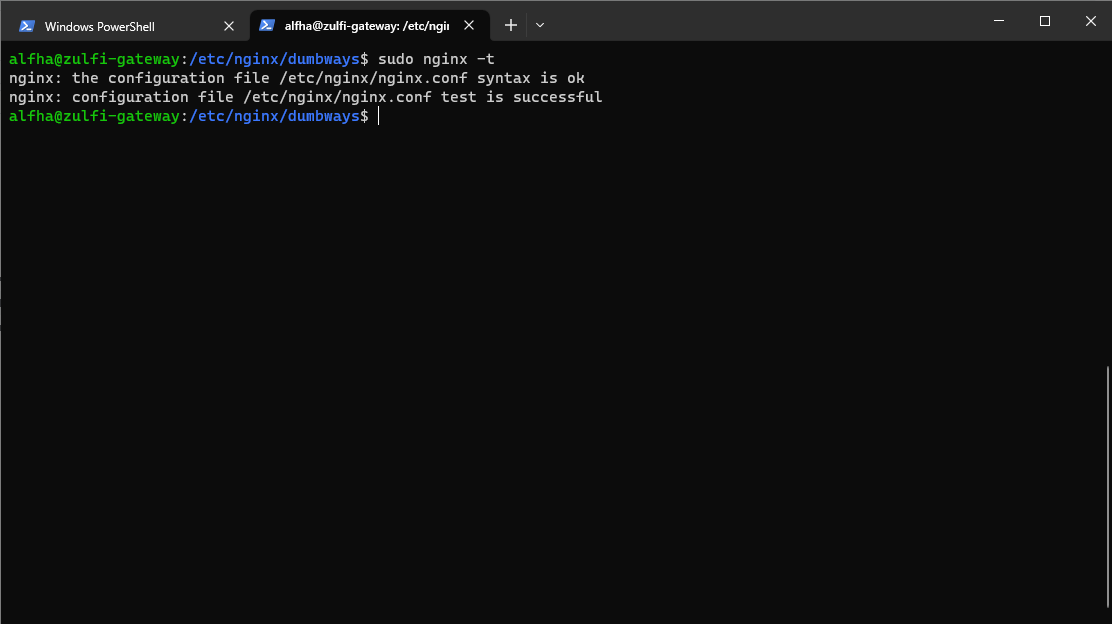 Windows PowerShell
alfha@zulfi-gateway: /etc/ngin
alfha@zulfi-gateway:/etc/nginx/dumbways$ sudo nginx -t
nginx: the configuration file /etc/nginx/nginx.conf syntax is ok
nginx: configuration file /etc/nginx/nginx.conf test is successful
alfha@zulfi-gateway:/etc/nginx/dumbways$